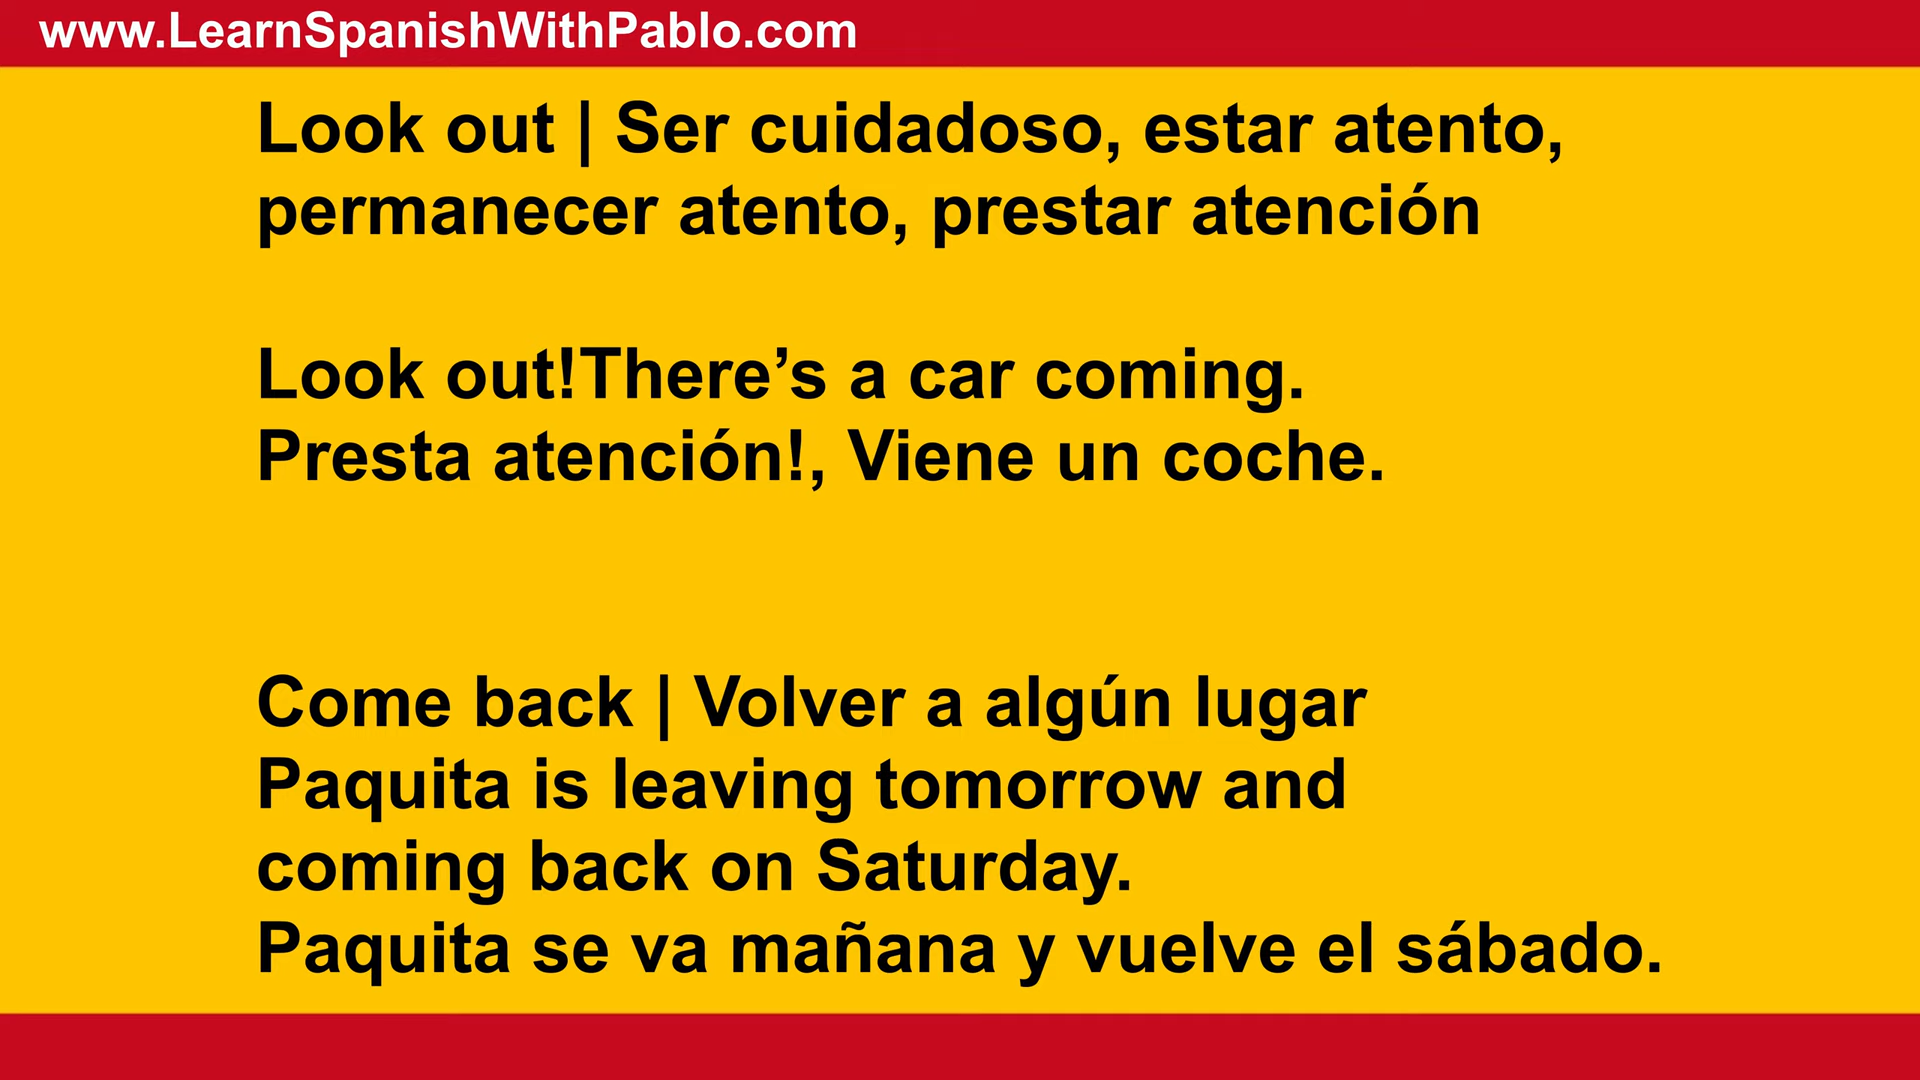 www.LearnSpanishWithPablo.com
Look out | Ser cuidadoso, estar atento,
permanecer atento, prestar atención
Look out!There’s a car coming.
Presta atención!, Viene un coche.
Come back | Volver a algún lugar
Paquita is leaving tomorrow and
coming back on Saturday.
Paquita se va mañana y vuelve el sábado.